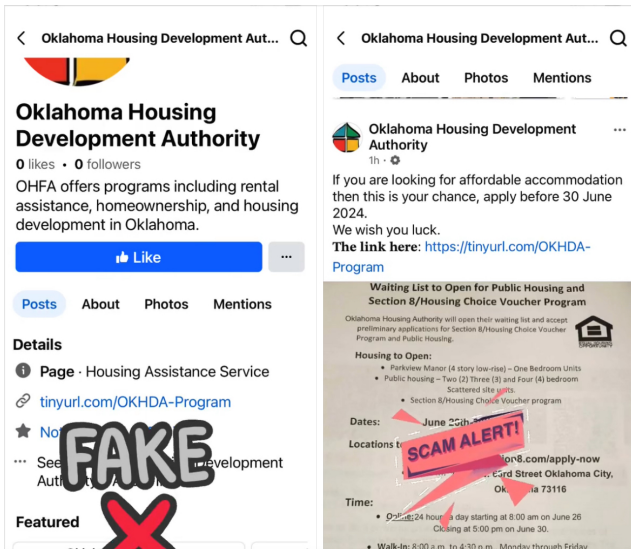 Oklahoma Housing Development Aut...
Oklahoma Housing
Development Authority
0 likes • 0 followers
OHFA offers programs including rental
assistance, homeownership, and housing
development in Oklahoma.
Like
...
Posts About Photos Mentions
Details
Page · Housing Assistance Service
tinyurl.com/OKHDA-Program
FAKE
Featured
Oklahoma Housing Development Aut...
Posts About Photos Mentions
Oklahoma Housing Development
Authority
...
1h ·
If you are looking for affordable accommodation
then this is your chance, apply before 30 June
2024.
We wish you luck.
The link here: https://tinyurl.com/OKHDA-
Program
Waiting List to Open for Public Housing and
Section 8/Housing Choice Voucher Program
Oklahoma Housing Authority will open their waiting list and accept
preliminary applications for Section 8/Housing Choice Voucher
Program and Public Housing.
Housing to Open:
• Parkview Manor (4 story low-rise) – One Bedroom Units
• Public housing – Two (2) Three (3) and Four (4) bedroom
Scattered site units.
• Section 8/Housing Choice Voucher program
Dates: June 26th-
SCAM ALERT!
Locations
.com/apply-now
Street Oklahoma City,
73116
Time:
• Online: 24 hours a day starting at 8:00 am on June 26
Closing at 5:00 pm on June 30.
• Walk-In: 8:00 a.m. to 4:30 p.m. Monday through Friday